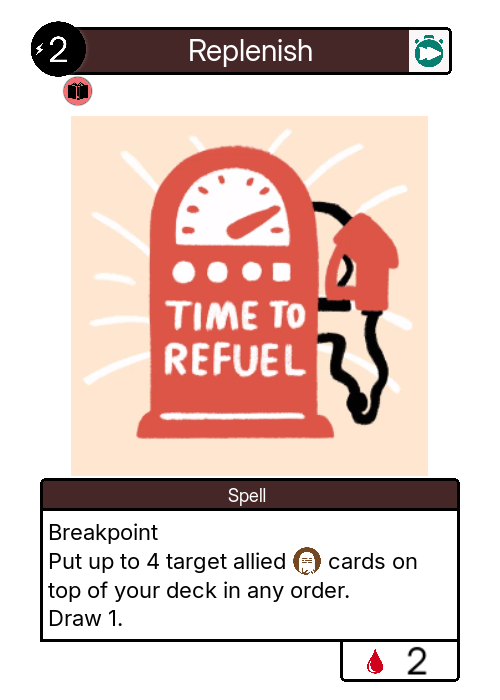 2
Replenish
TIME TO
REFUEL
Spell
Breakpoint
Put up to 4 target allied cards on
top of your deck in any order.
Draw 1.
2